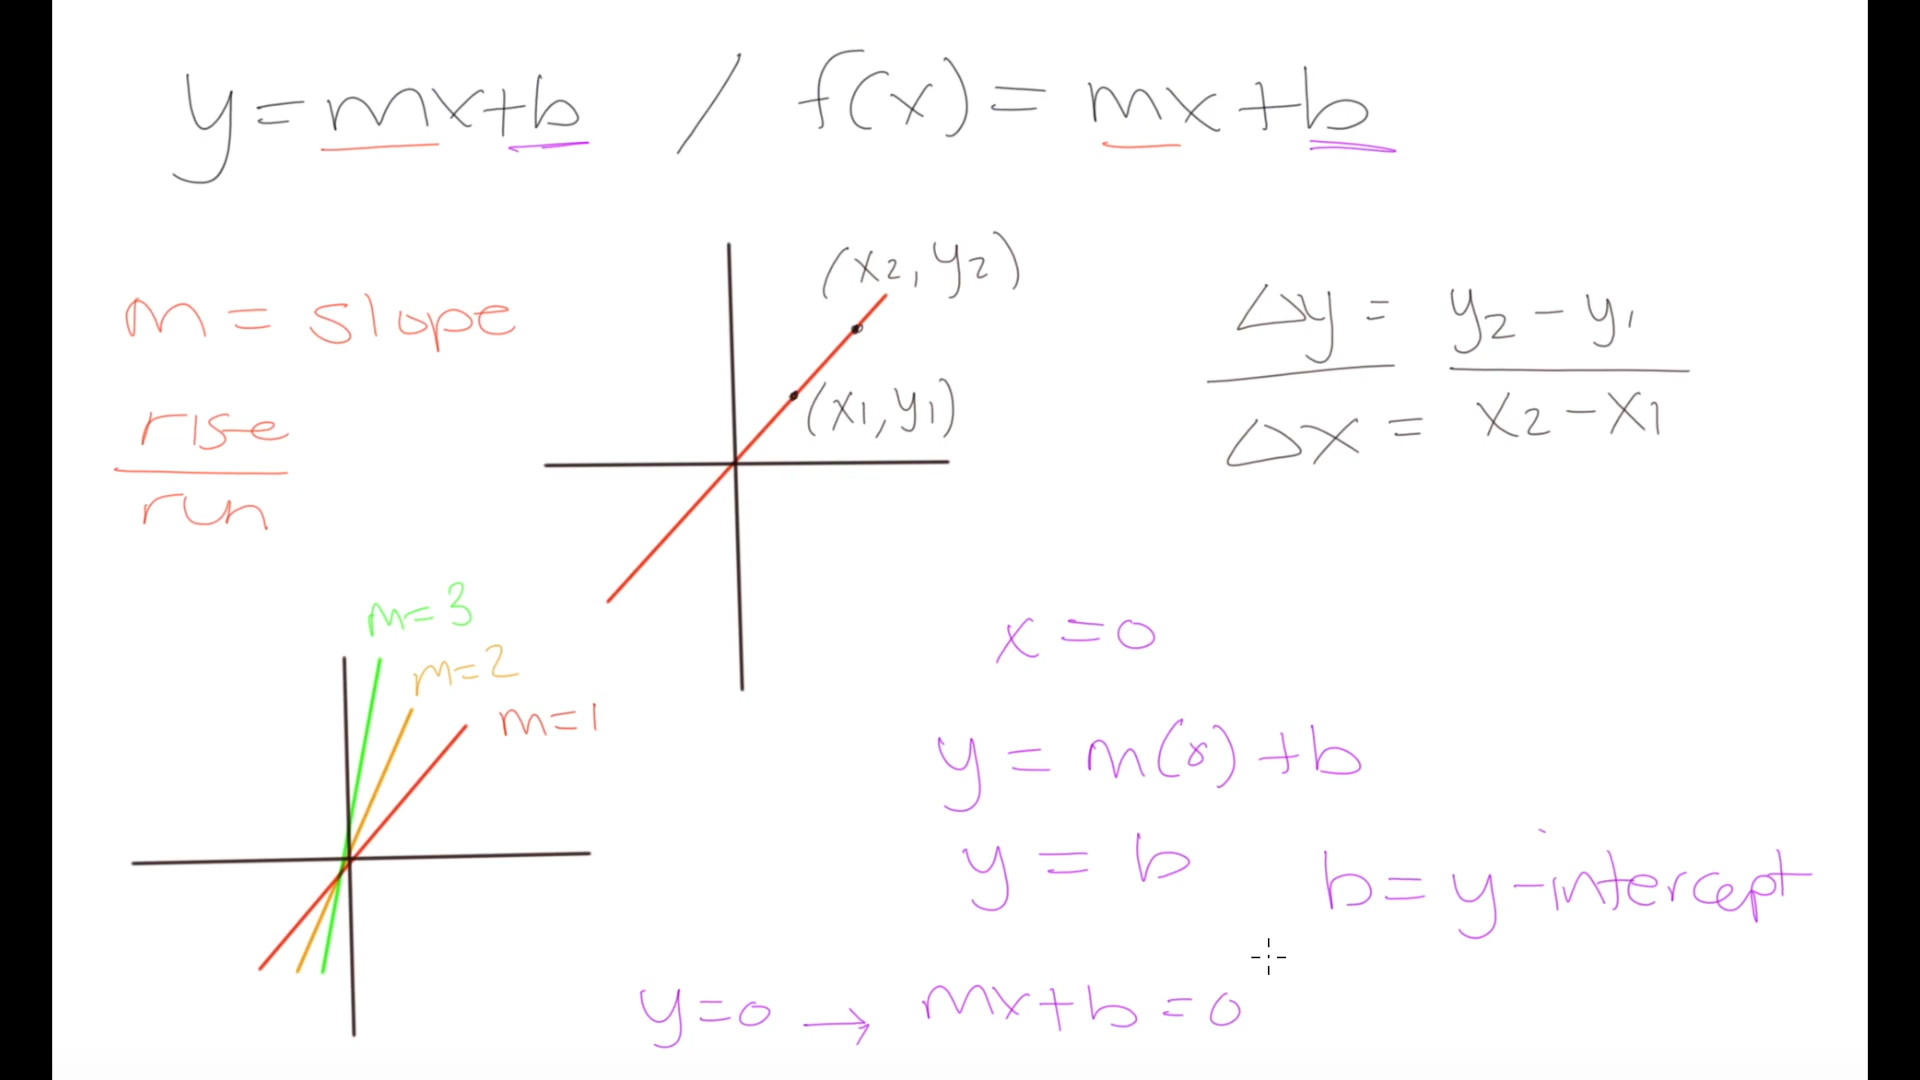 y=mx+b / f(x)=mx+b
(x2,y2)
m = slope
Δy = y2-y1
Δx = x2-x1
(x1,y1)
rise
run
m=3
m=2
m=1
x=0
y=m(x)+b
y=b
b=y-intercept
y=0 → mx+b=0